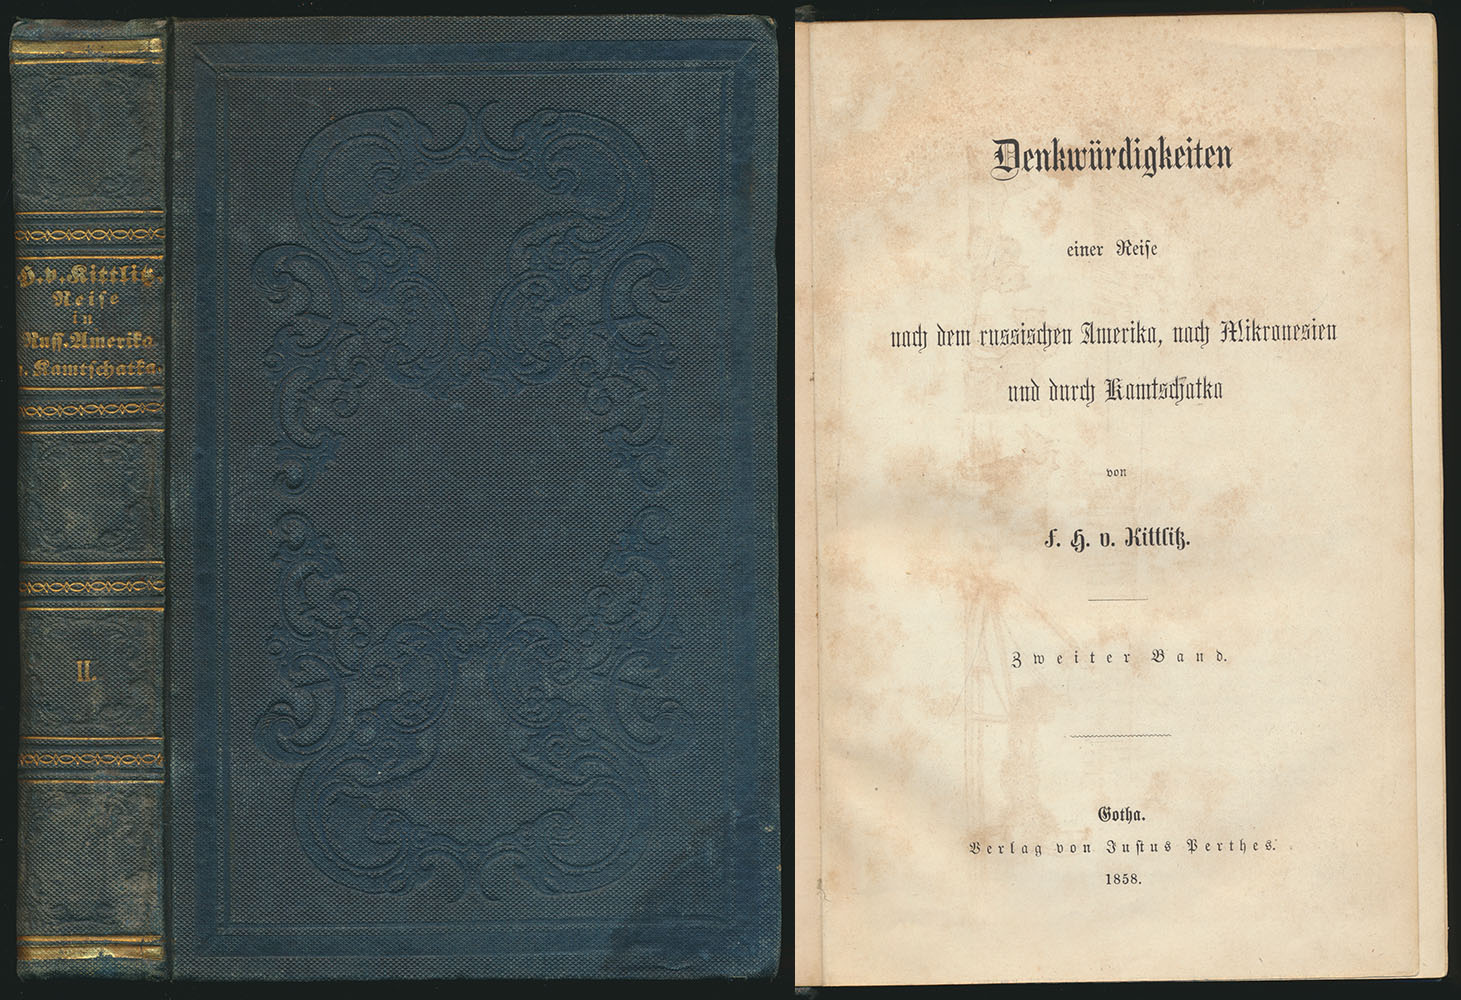 H. v. Kittlitz,
Reise
in
Russ. Amerika
u. Kamtschatka.
II.
Denkwürdigkeiten
einer Reise
nach dem russischen Amerika, nach Mikronesien
und durch Kamtschatka
von
F. H. v. Kittlitz.
Zweiter Band.
Gotha.
Verlag von Justus Perthes.
1858.